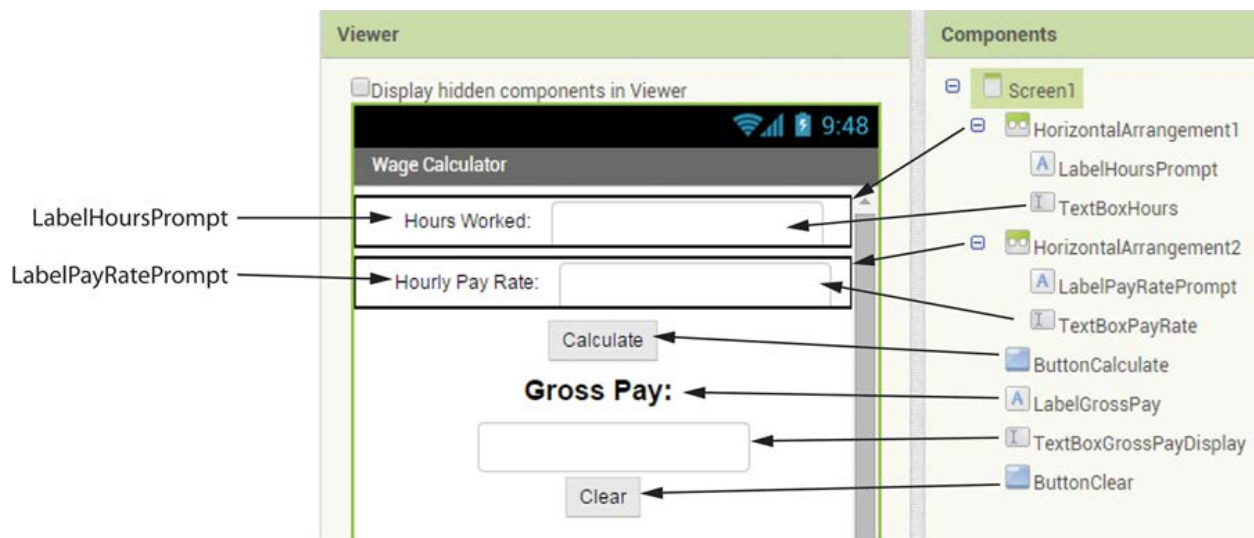 Viewer
Display hidden components in Viewer
9:48
Wage Calculator
LabelHoursPrompt
Hours Worked:
LabelPayRatePrompt
Hourly Pay Rate:
Calculate
Gross Pay:
Clear
Components
Screen1
HorizontalArrangement1
A LabelHoursPrompt
TextBoxHours
HorizontalArrangement2
A LabelPayRatePrompt
TextBoxPayRate
ButtonCalculate
A LabelGrossPay
TextBoxGrossPayDisplay
ButtonClear